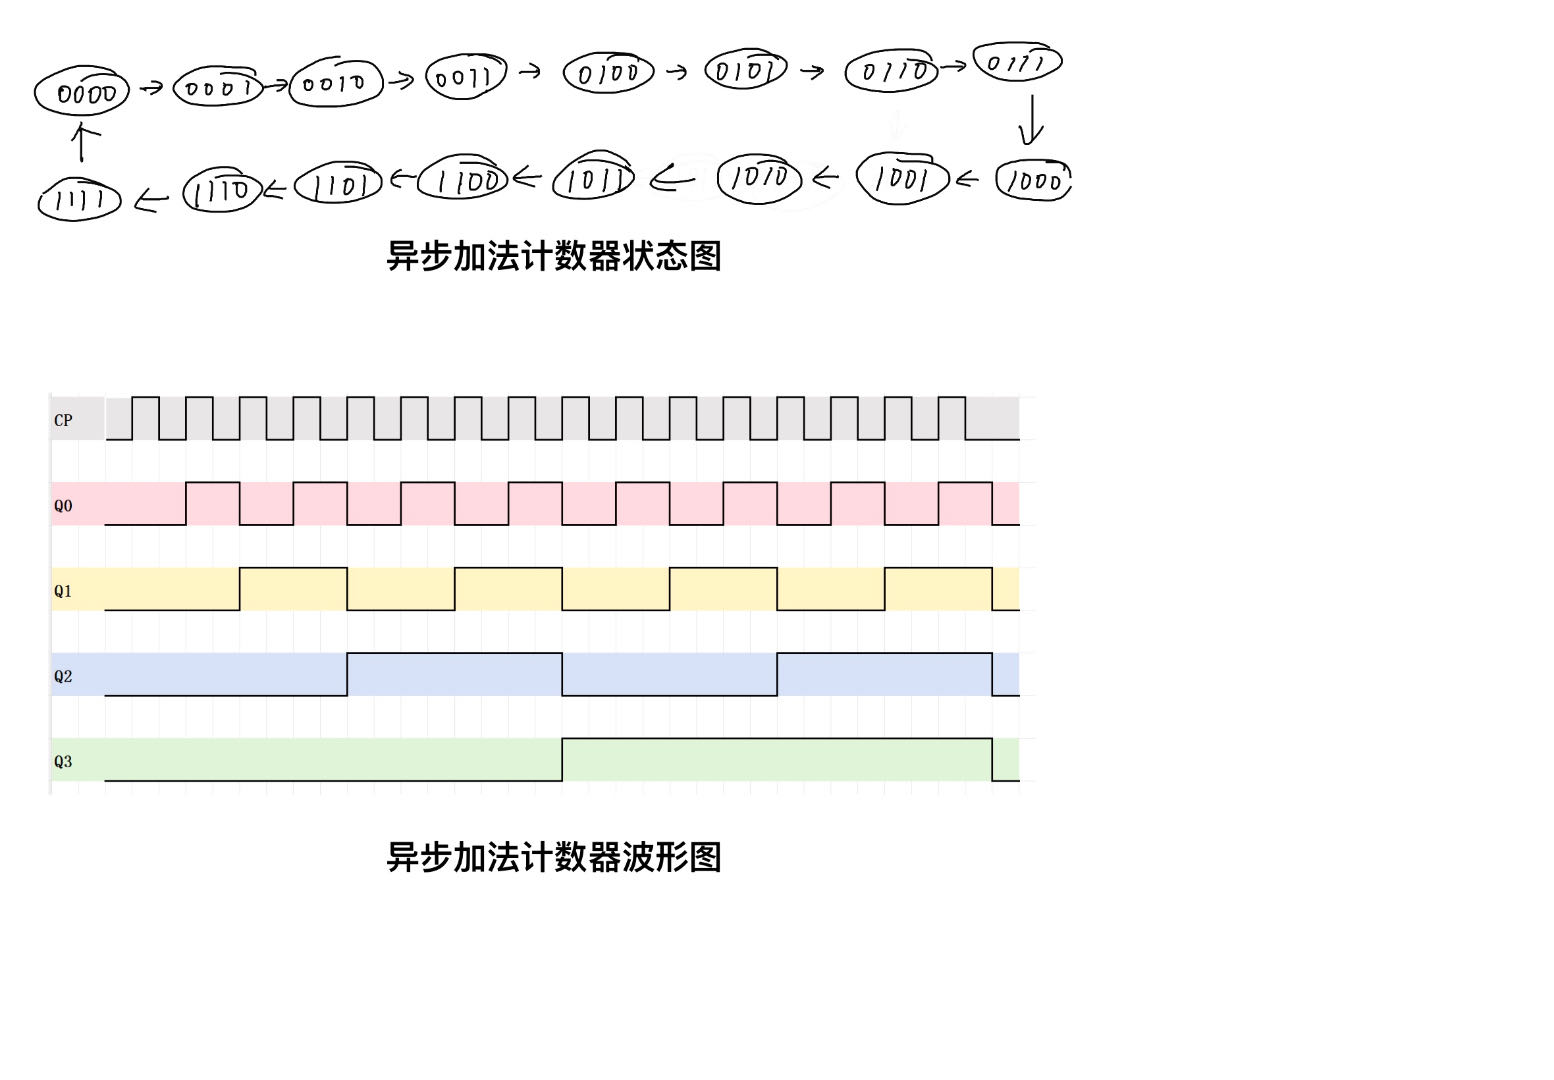 0000 → 0001 → 0010 → 0011 → 0100 → 0101 → 0110 → 0111
1111 ← 1110 ← 1101 ← 1100 ← 1011 ← 1010 ← 1001 ← 1000
异步加法计数器状态图
CP
Q0
Q1
Q2
Q3
异步加法计数器波形图